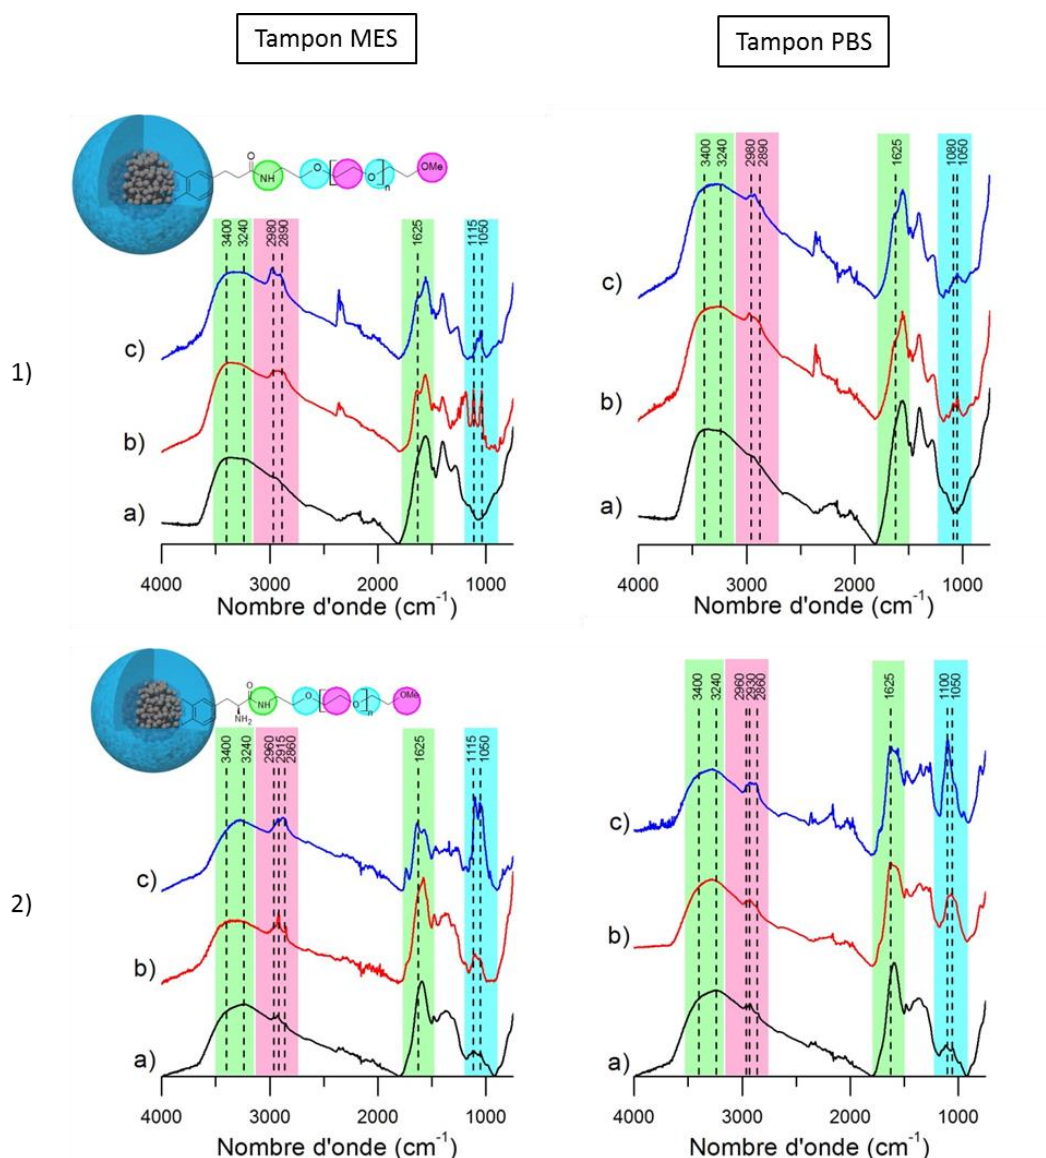 Tampon MES
Tampon PBS
1)
O
NH
O
O
n
OMe
3400
3240
2980
2890
1625
1115
1050
c)
b)
a)
4000
3000
2000
1000
Nombre d'onde (cm⁻¹)
3400
3240
2980
2890
1625
1080
1050
c)
b)
a)
4000
3000
2000
1000
Nombre d'onde (cm⁻¹)
2)
O
NH
NH₂
O
O
n
OMe
3400
3240
2960
2915
2860
1625
1115
1050
c)
b)
a)
4000
3000
2000
1000
Nombre d'onde (cm⁻¹)
3400
3240
2960
2930
2860
1625
1100
1050
c)
b)
a)
4000
3000
2000
1000
Nombre d'onde (cm⁻¹)